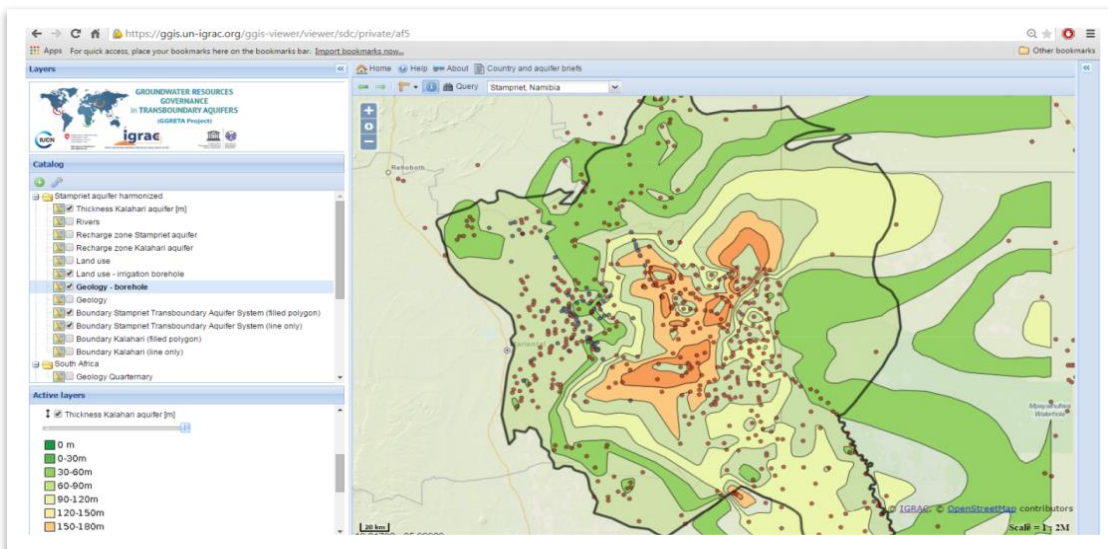 https://ggis.un-igrac.org/ggis-viewer/viewer/sdc/private/af5
Apps For quick access, place your bookmarks here on the bookmarks bar. Import bookmarks now...
Other bookmarks
Layers
Home Help About Country and aquifer briefs
Query Stampriet, Namibia
GROUNDWATER RESOURCES
GOVERNANCE
in TRANSBOUNDARY AQUIFERS
(GGRETA Project)
IUCN
igrac
Catalog
Stampriet aquifer harmonized
Thickness Kalahari aquifer [m]
Rivers
Recharge zone Stampriet aquifer
Recharge zone Kalahari aquifer
Land use
Land use - irrigation borehole
Geology - borehole
Geology
Boundary Stampriet Transboundary Aquifer System (filled polygon)
Boundary Stampriet Transboundary Aquifer System (line only)
Boundary Kalahari (filled polygon)
Boundary Kalahari (line only)
South Africa
Geology Quarternary
Active layers
Thickness Kalahari aquifer [m]
0 m
0-30m
30-60m
60-90m
90-120m
120-150m
150-180m
Rehoboth
Waterhole
20 km
© IGRAC, © OpenStreetMap contributors
Scale = 1 : 2M